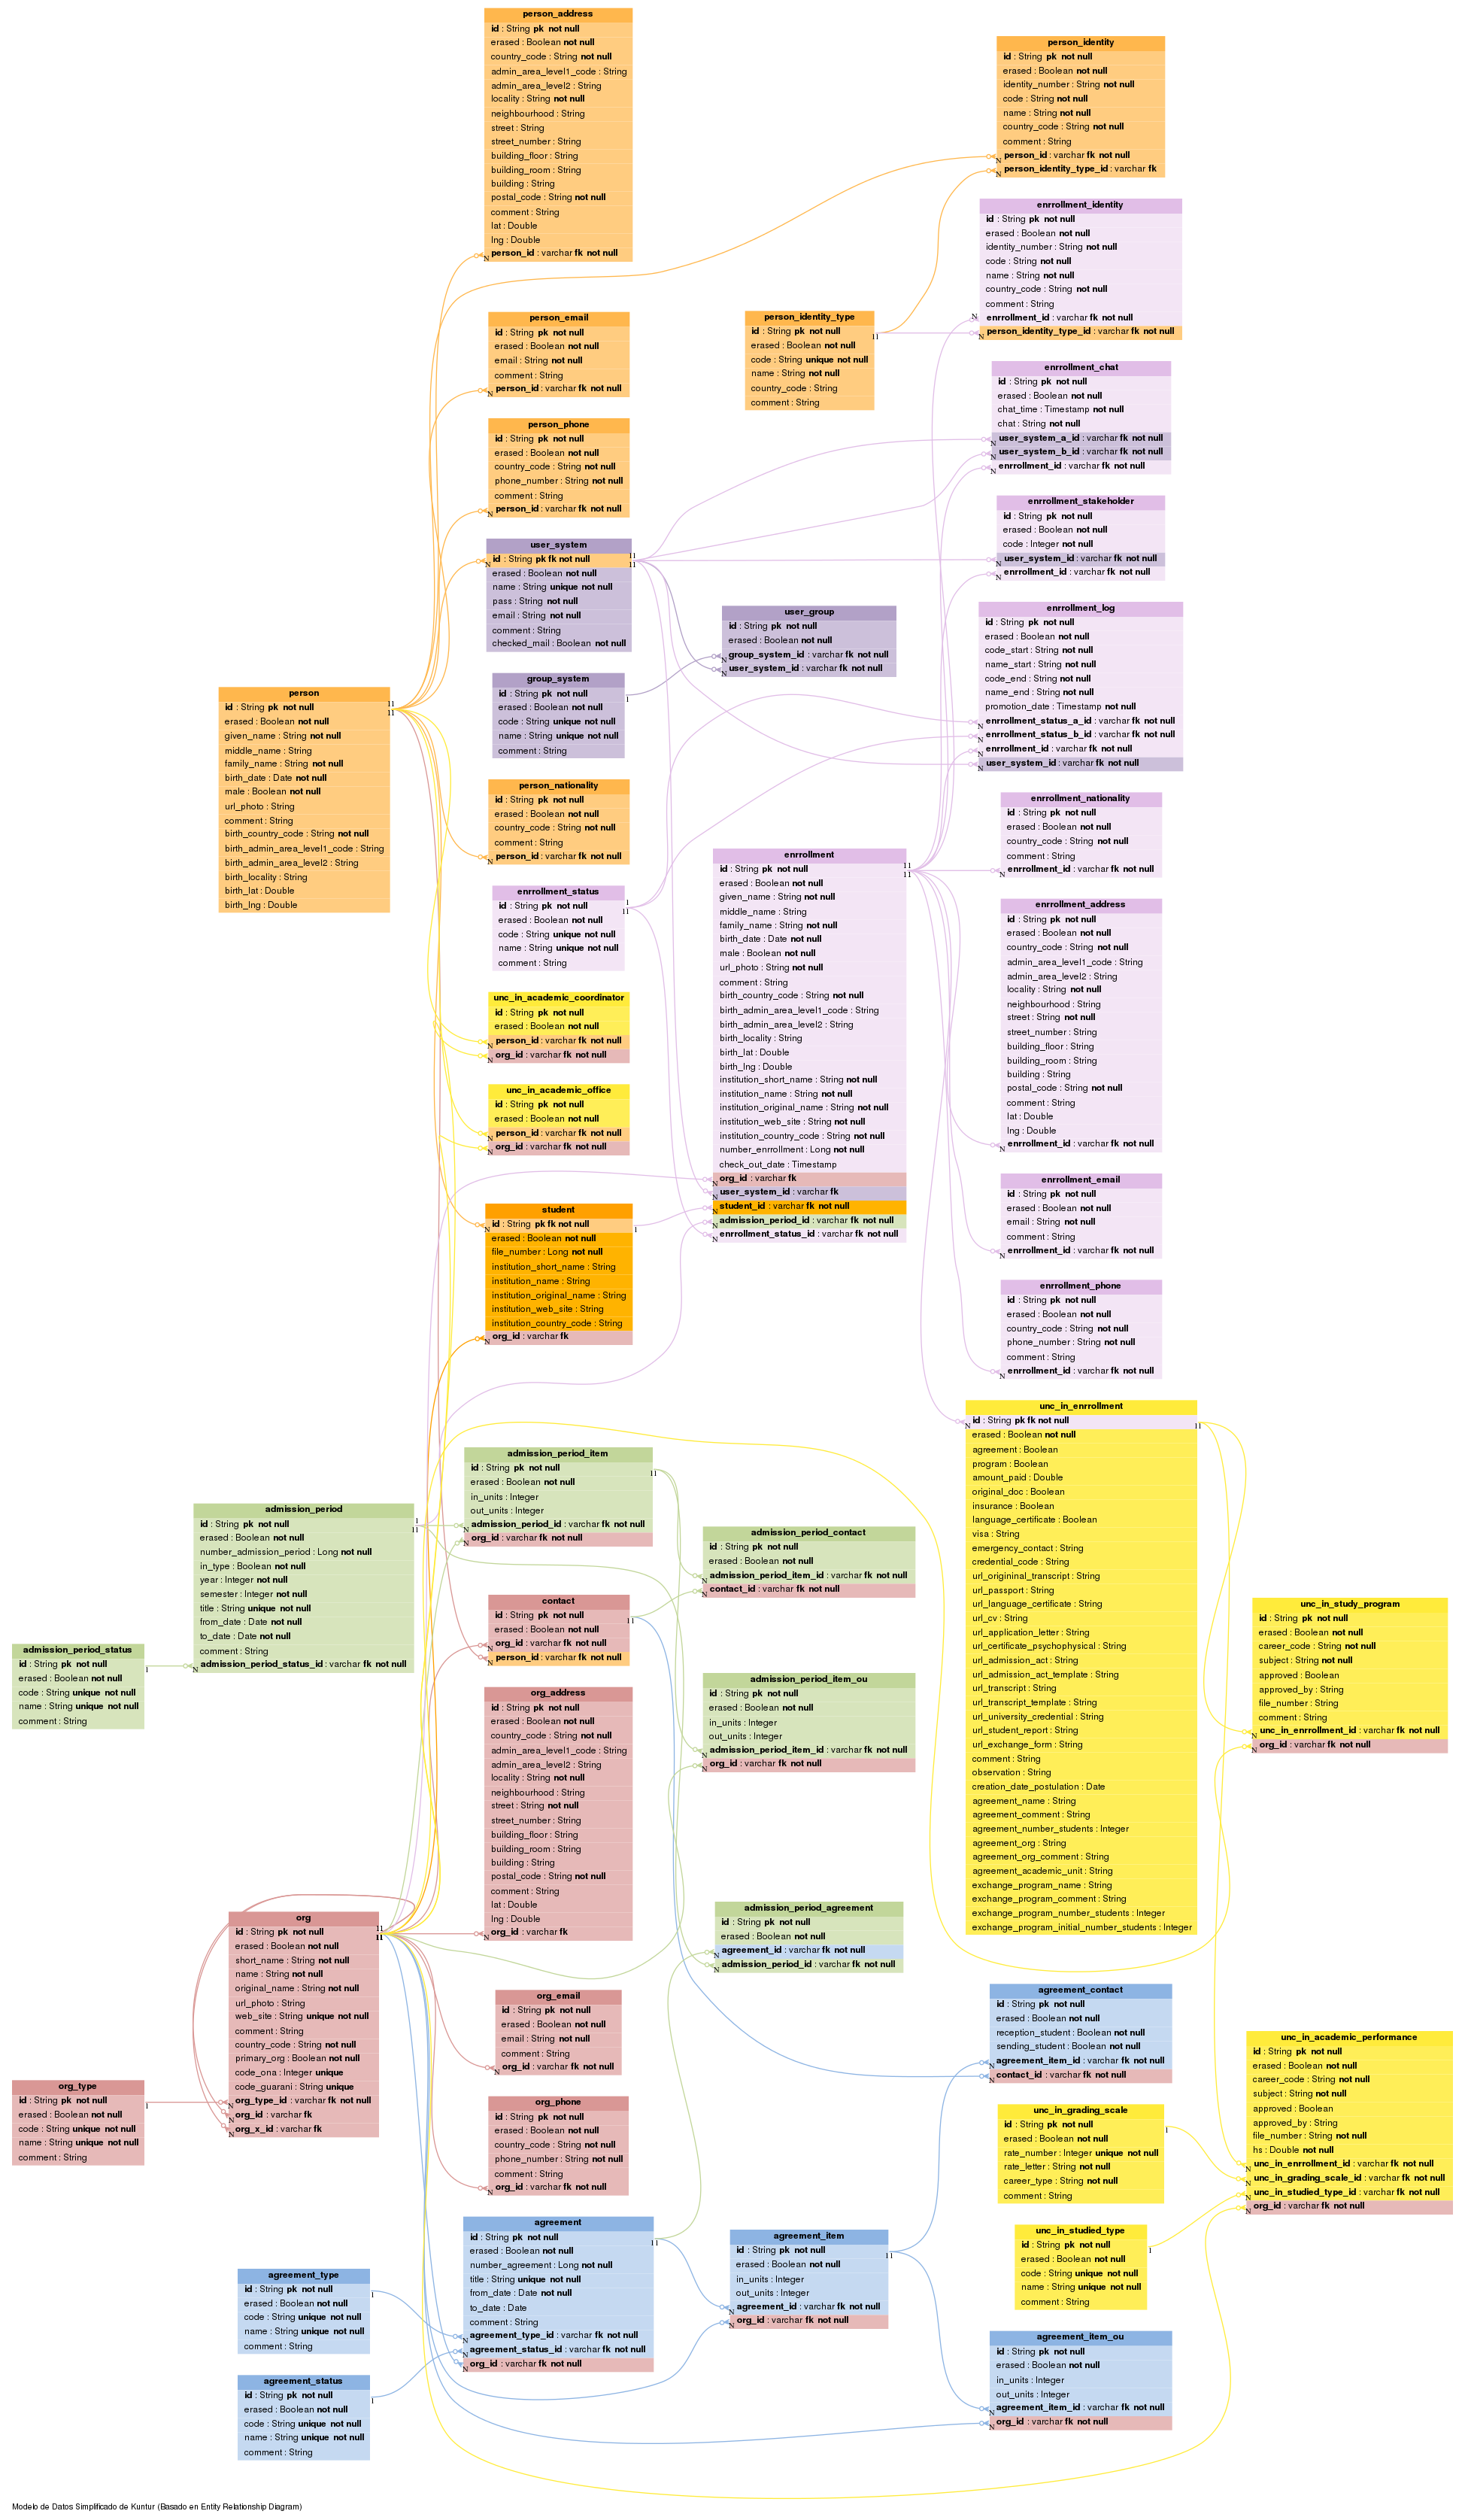 person_address
id : String pk not null
erased : Boolean not null
country_code : String not null
admin_area_level1_code : String
admin_area_level2 : String
locality : String not null
neighbourhood : String
street : String
street_number : String
building_floor : String
building_room : String
building : String
postal_code : String not null
comment : String
lat : Double
lng : Double
person_id : varchar fk not null
N
person_identity
id : String pk not null
erased : Boolean not null
identity_number : String not null
code : String not null
name : String not null
country_code : String not null
comment : String
person_id : varchar fk not null
N
person_identity_type_id : varchar fk
N
enrrollment_identity
id : String pk not null
erased : Boolean not null
identity_number : String not null
code : String not null
name : String not null
country_code : String not null
comment : String
N
enrrollment_id : varchar fk not null
person_identity_type_id : varchar fk not null
N
person_email
id : String pk not null
erased : Boolean not null
email : String not null
comment : String
person_id : varchar fk not null
N
person_identity_type
id : String pk not null
11
erased : Boolean not null
code : String unique not null
name : String not null
country_code : String
comment : String
enrrollment_chat
id : String pk not null
erased : Boolean not null
chat_time : Timestamp not null
chat : String not null
user_system_a_id : varchar fk not null
N
user_system_b_id : varchar fk not null
N
enrrollment_id : varchar fk not null
N
person_phone
id : String pk not null
erased : Boolean not null
country_code : String not null
phone_number : String not null
comment : String
person_id : varchar fk not null
N
enrrollment_stakeholder
id : String pk not null
erased : Boolean not null
code : Integer not null
user_system_id : varchar fk not null
N
enrrollment_id : varchar fk not null
N
user_system
id : String pk fk not null
11
11
N
erased : Boolean not null
name : String unique not null
pass : String not null
email : String not null
comment : String
checked_mail : Boolean not null
user_group
id : String pk not null
erased : Boolean not null
group_system_id : varchar fk not null
N
user_system_id : varchar fk not null
N
enrrollment_log
id : String pk not null
erased : Boolean not null
code_start : String not null
name_start : String not null
code_end : String not null
name_end : String not null
promotion_date : Timestamp not null
enrrollment_status_a_id : varchar fk not null
N
enrrollment_status_b_id : varchar fk not null
N
enrrollment_id : varchar fk not null
N
user_system_id : varchar fk not null
N
group_system
id : String pk not null
1
erased : Boolean not null
code : String unique not null
name : String unique not null
comment : String
person
id : String pk not null
11
11
erased : Boolean not null
given_name : String not null
middle_name : String
family_name : String not null
birth_date : Date not null
male : Boolean not null
url_photo : String
comment : String
birth_country_code : String not null
birth_admin_area_level1_code : String
birth_admin_area_level2 : String
birth_locality : String
birth_lat : Double
birth_lng : Double
person_nationality
id : String pk not null
erased : Boolean not null
country_code : String not null
comment : String
person_id : varchar fk not null
N
enrrollment_nationality
id : String pk not null
erased : Boolean not null
country_code : String not null
comment : String
enrrollment_id : varchar fk not null
N
enrrollment_status
id : String pk not null
1
11
erased : Boolean not null
code : String unique not null
name : String unique not null
comment : String
enrrollment
id : String pk not null
11
11
erased : Boolean not null
given_name : String not null
middle_name : String
family_name : String not null
birth_date : Date not null
male : Boolean not null
url_photo : String not null
comment : String
birth_country_code : String not null
birth_admin_area_level1_code : String
birth_admin_area_level2 : String
birth_locality : String
birth_lat : Double
birth_lng : Double
institution_short_name : String not null
institution_name : String not null
institution_original_name : String not null
institution_web_site : String not null
institution_country_code : String not null
number_enrrollment : Long not null
check_out_date : Timestamp
org_id : varchar fk
N
user_system_id : varchar fk
N
student_id : varchar fk not null
N
admission_period_id : varchar fk not null
N
enrrollment_status_id : varchar fk not null
N
enrrollment_address
id : String pk not null
erased : Boolean not null
country_code : String not null
admin_area_level1_code : String
admin_area_level2 : String
locality : String not null
neighbourhood : String
street : String not null
street_number : String
building_floor : String
building_room : String
building : String
postal_code : String not null
comment : String
lat : Double
lng : Double
enrrollment_id : varchar fk not null
N
unc_in_academic_coordinator
id : String pk not null
erased : Boolean not null
person_id : varchar fk not null
N
org_id : varchar fk not null
N
unc_in_academic_office
id : String pk not null
erased : Boolean not null
person_id : varchar fk not null
N
org_id : varchar fk not null
N
enrrollment_email
id : String pk not null
erased : Boolean not null
email : String not null
comment : String
enrrollment_id : varchar fk not null
N
student
id : String pk fk not null
N
1
erased : Boolean not null
file_number : Long not null
institution_short_name : String
institution_name : String
institution_original_name : String
institution_web_site : String
institution_country_code : String
org_id : varchar fk
N
enrrollment_phone
id : String pk not null
erased : Boolean not null
country_code : String not null
phone_number : String not null
comment : String
enrrollment_id : varchar fk not null
N
unc_in_enrrollment
id : String pk fk not null
N
11
erased : Boolean not null
agreement : Boolean
program : Boolean
amount_paid : Double
original_doc : Boolean
insurance : Boolean
language_certificate : Boolean
visa : String
emergency_contact : String
credential_code : String
url_origininal_transcript : String
url_passport : String
url_language_certificate : String
url_cv : String
url_application_letter : String
url_certificate_psychophysical : String
url_admission_act : String
url_admission_act_template : String
url_transcript : String
url_transcript_template : String
url_university_credential : String
url_student_report : String
url_exchange_form : String
comment : String
observation : String
creation_date_postulation : Date
agreement_name : String
agreement_comment : String
agreement_number_students : Integer
agreement_org : String
agreement_org_comment : String
agreement_academic_unit : String
exchange_program_name : String
exchange_program_comment : String
exchange_program_number_students : Integer
exchange_program_initial_number_students : Integer
admission_period_item
id : String pk not null
11
erased : Boolean not null
in_units : Integer
out_units : Integer
admission_period_id : varchar fk not null
N
org_id : varchar fk not null
N
admission_period
id : String pk not null
1
11
erased : Boolean not null
number_admission_period : Long not null
in_type : Boolean not null
year : Integer not null
semester : Integer not null
title : String unique not null
from_date : Date not null
to_date : Date not null
comment : String
admission_period_status_id : varchar fk not null
N
admission_period_contact
id : String pk not null
erased : Boolean not null
admission_period_item_id : varchar fk not null
N
contact_id : varchar fk not null
N
contact
id : String pk not null
11
erased : Boolean not null
org_id : varchar fk not null
N
person_id : varchar fk not null
N
unc_in_study_program
id : String pk not null
erased : Boolean not null
career_code : String not null
subject : String not null
approved : Boolean
approved_by : String
file_number : String
comment : String
unc_in_enrrollment_id : varchar fk not null
N
org_id : varchar fk not null
N
admission_period_status
id : String pk not null
1
erased : Boolean not null
code : String unique not null
name : String unique not null
comment : String
admission_period_item_ou
id : String pk not null
erased : Boolean not null
in_units : Integer
out_units : Integer
admission_period_item_id : varchar fk not null
N
org_id : varchar fk not null
N
org_address
id : String pk not null
erased : Boolean not null
country_code : String not null
admin_area_level1_code : String
admin_area_level2 : String
locality : String not null
neighbourhood : String
street : String not null
street_number : String
building_floor : String
building_room : String
building : String
postal_code : String not null
comment : String
lat : Double
lng : Double
org_id : varchar fk
N
admission_period_agreement
id : String pk not null
erased : Boolean not null
agreement_id : varchar fk not null
N
admission_period_id : varchar fk not null
N
org
id : String pk not null
11
11
erased : Boolean not null
short_name : String not null
name : String not null
original_name : String not null
url_photo : String
web_site : String unique not null
comment : String
country_code : String not null
primary_org : Boolean not null
code_ona : Integer unique
code_guarani : String unique
org_type_id : varchar fk not null
N
org_id : varchar fk
N
org_x_id : varchar fk
N
org_email
id : String pk not null
erased : Boolean not null
email : String not null
comment : String
org_id : varchar fk not null
N
agreement_contact
id : String pk not null
erased : Boolean not null
reception_student : Boolean not null
sending_student : Boolean not null
agreement_item_id : varchar fk not null
N
contact_id : varchar fk not null
N
unc_in_academic_performance
id : String pk not null
erased : Boolean not null
career_code : String not null
subject : String not null
approved : Boolean
approved_by : String
file_number : String not null
hs : Double not null
unc_in_enrrollment_id : varchar fk not null
N
unc_in_grading_scale_id : varchar fk not null
N
unc_in_studied_type_id : varchar fk not null
N
org_id : varchar fk not null
N
org_type
id : String pk not null
1
erased : Boolean not null
code : String unique not null
name : String unique not null
comment : String
org_phone
id : String pk not null
erased : Boolean not null
country_code : String not null
phone_number : String not null
comment : String
org_id : varchar fk not null
N
unc_in_grading_scale
id : String pk not null
1
erased : Boolean not null
rate_number : Integer unique not null
rate_letter : String not null
career_type : String not null
comment : String
agreement
id : String pk not null
11
erased : Boolean not null
number_agreement : Long not null
title : String unique not null
from_date : Date not null
to_date : Date
comment : String
agreement_type_id : varchar fk not null
N
agreement_status_id : varchar fk not null
N
org_id : varchar fk not null
N
agreement_item
id : String pk not null
11
erased : Boolean not null
in_units : Integer
out_units : Integer
agreement_id : varchar fk not null
N
org_id : varchar fk not null
N
unc_in_studied_type
id : String pk not null
1
erased : Boolean not null
code : String unique not null
name : String unique not null
comment : String
agreement_type
id : String pk not null
1
erased : Boolean not null
code : String unique not null
name : String unique not null
comment : String
agreement_item_ou
id : String pk not null
erased : Boolean not null
in_units : Integer
out_units : Integer
agreement_item_id : varchar fk not null
N
org_id : varchar fk not null
N
agreement_status
id : String pk not null
1
erased : Boolean not null
code : String unique not null
name : String unique not null
comment : String
Modelo de Datos Simplificado de Kuntur (Basado en Entity Relationship Diagram)